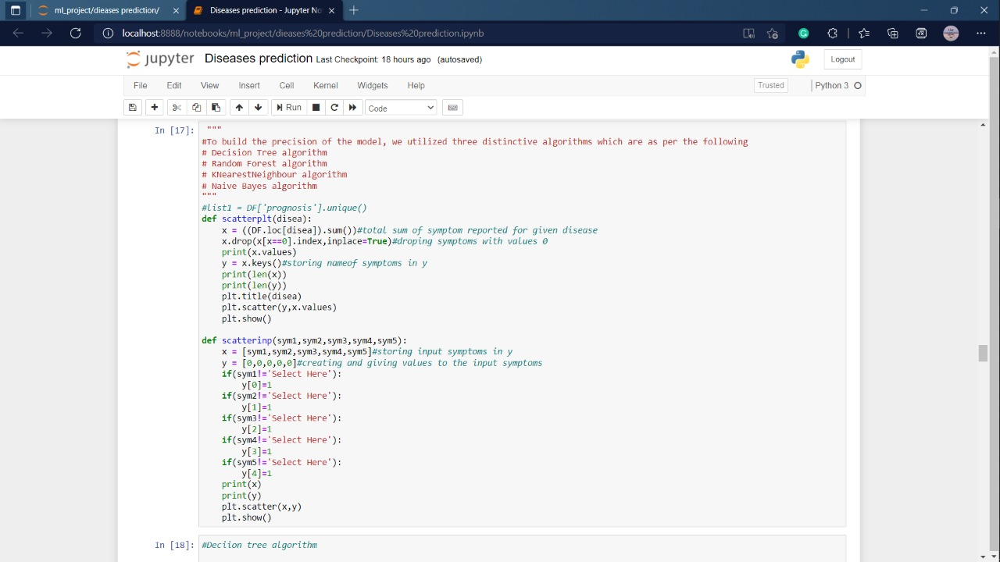 ml_project/dieases prediction/
Diseases prediction - Jupyter No
localhost:8888/notebooks/ml_project/dieases%20prediction/Diseases%20prediction.ipynb
jupyter Diseases prediction Last Checkpoint: 18 hours ago (autosaved)
Logout
File Edit View Insert Cell Kernel Widgets Help
Trusted
Python 3
Run
Code
In [17]: """
#To build the precision of the model, we utilized three distinctive algorithms which are as per the following
# Decision Tree algorithm
# Random Forest algorithm
# KNearestNeighbour algorithm
# Naive Bayes algorithm
"""
#list1 = DF['prognosis'].unique()
def scatterplt(disea):
    x = ((DF.loc[disea]).sum())#total sum of symptom reported for given disease
    x.drop(x[x==0].index,inplace=True)#droping symptoms with values 0
    print(x.values)
    y = x.keys()#storing nameof symptoms in y
    print(len(x))
    print(len(y))
    plt.title(disea)
    plt.scatter(y,x.values)
    plt.show()
def scatterinp(sym1,sym2,sym3,sym4,sym5):
    x = [sym1,sym2,sym3,sym4,sym5]#storing input symptoms in y
    y = [0,0,0,0,0]#creating and giving values to the input symptoms
    if(sym1!='Select Here'):
        y[0]=1
    if(sym2!='Select Here'):
        y[1]=1
    if(sym3!='Select Here'):
        y[2]=1
    if(sym4!='Select Here'):
        y[3]=1
    if(sym5!='Select Here'):
        y[4]=1
    print(x)
    print(y)
    plt.scatter(x,y)
    plt.show()
In [18]: #Deciion tree algorithm